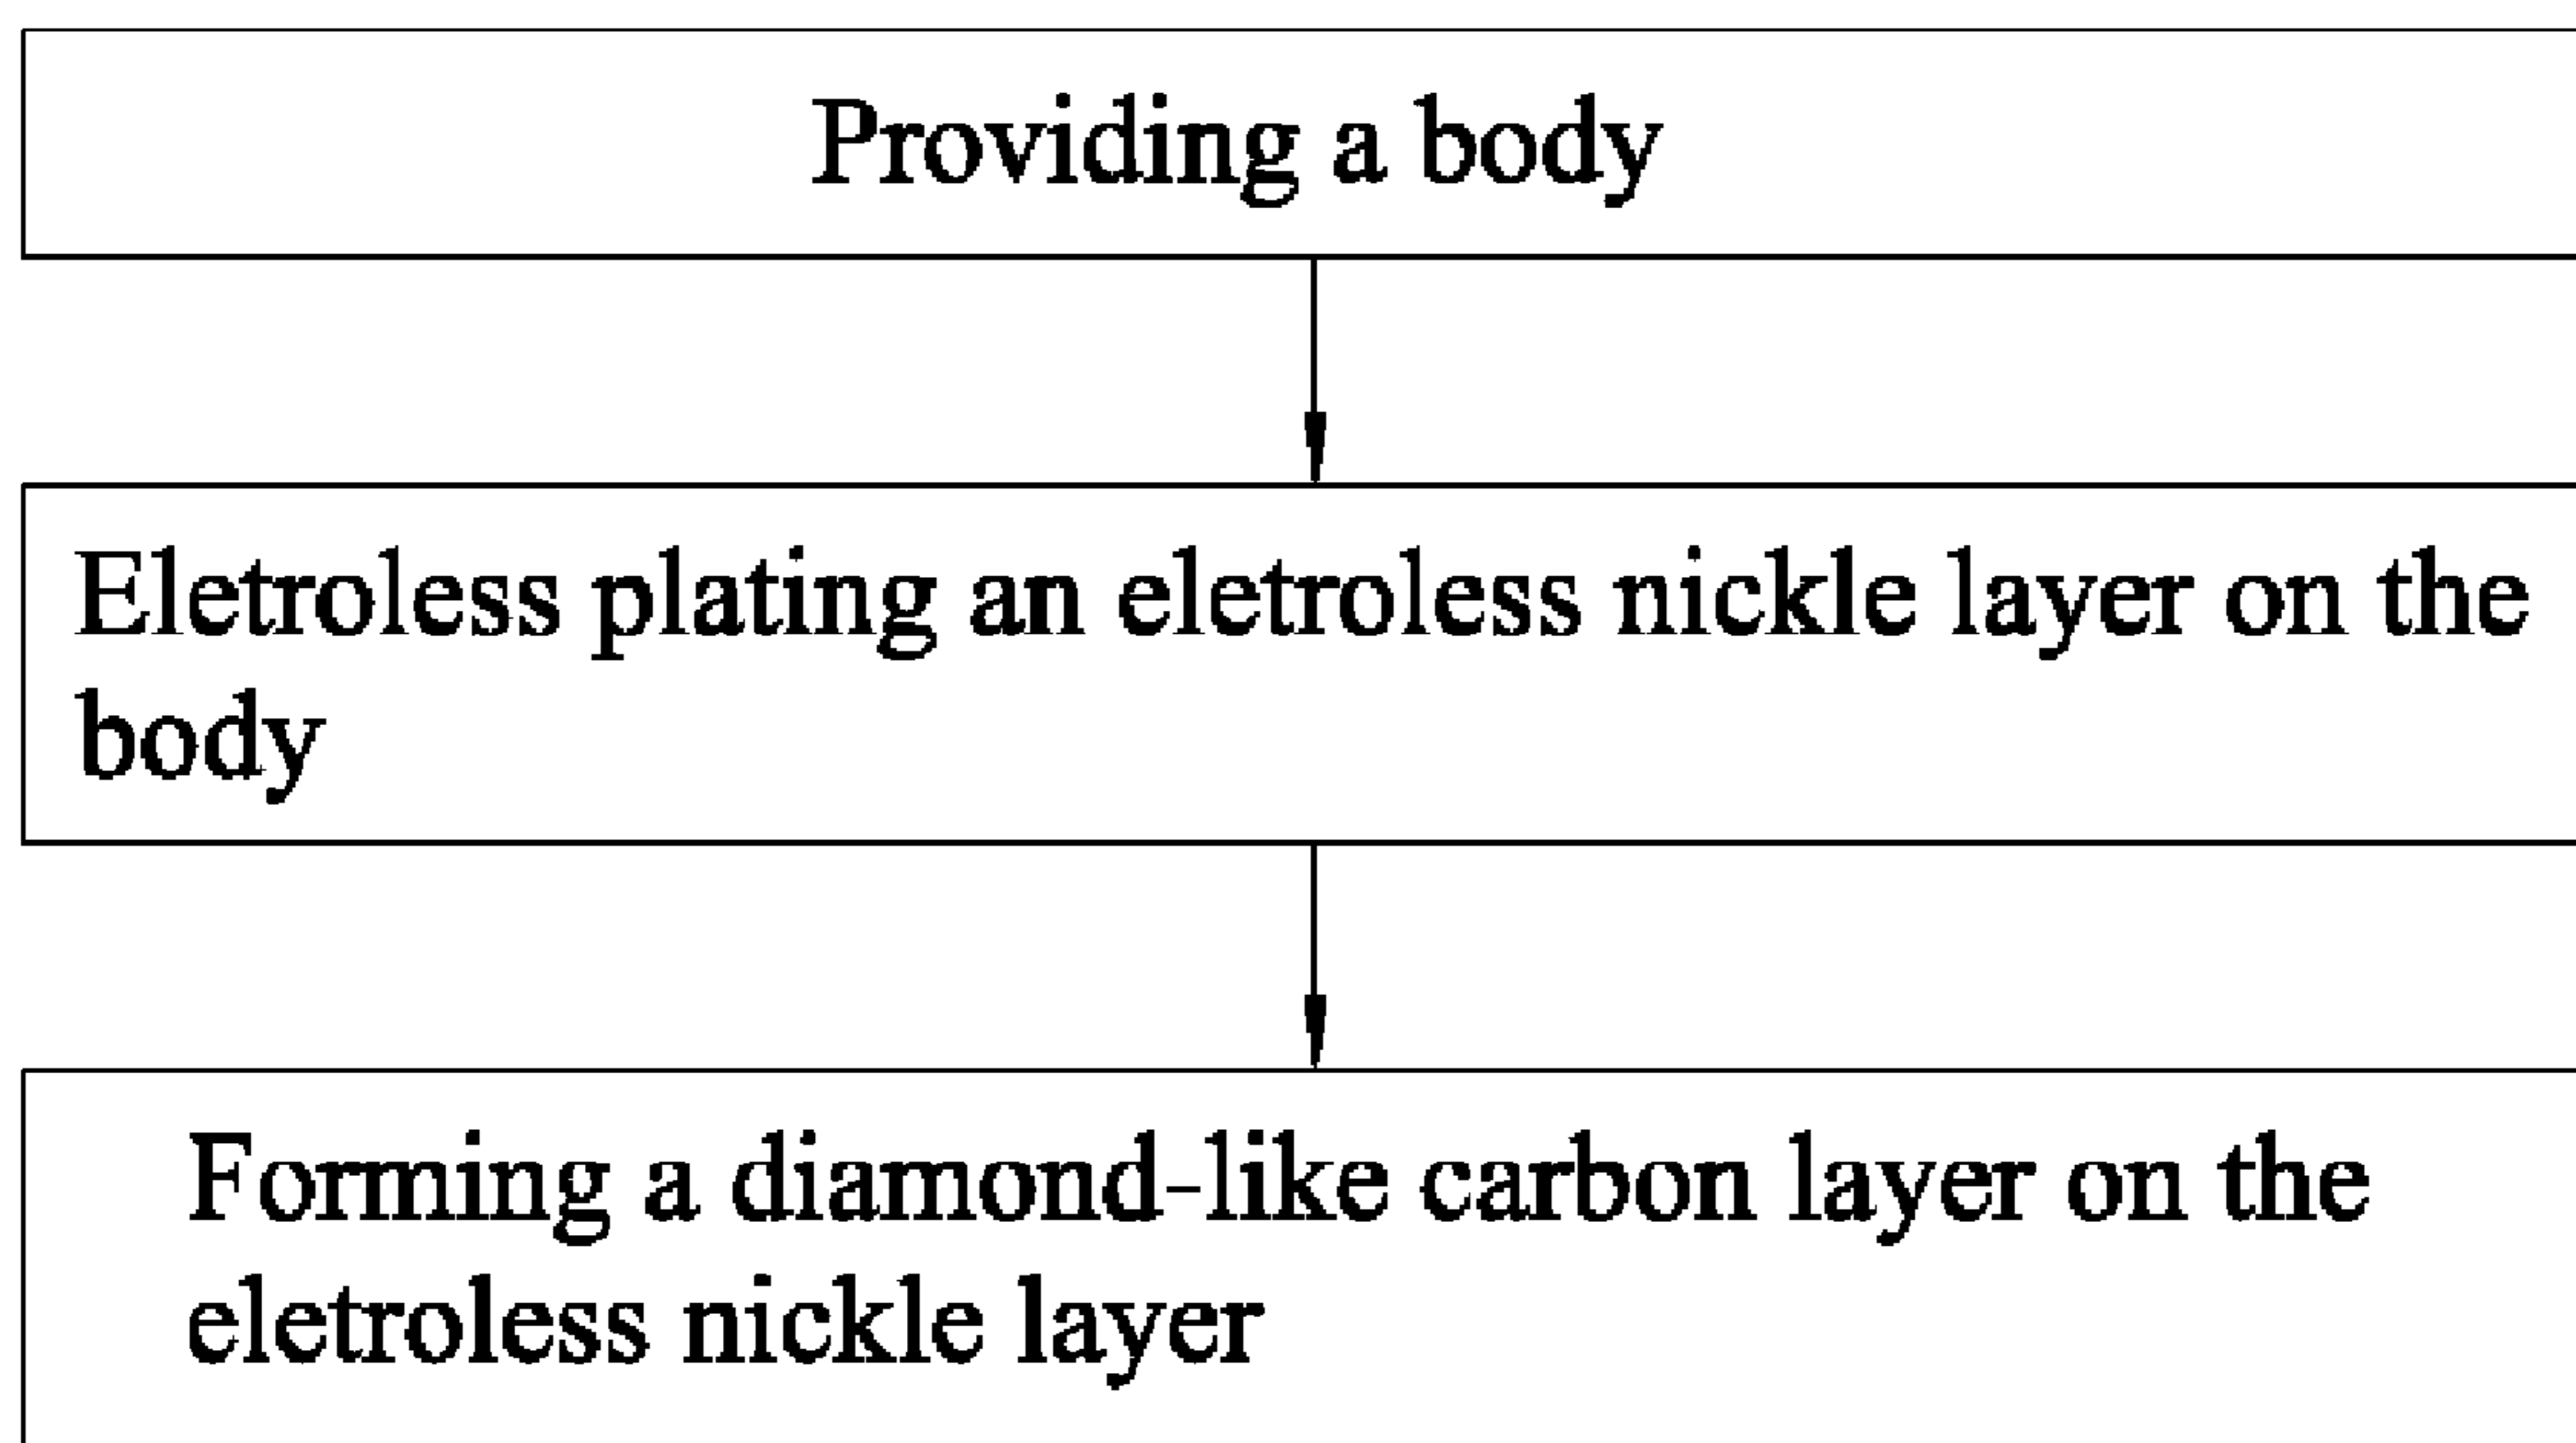 Providing a body
Eletroless plating an eletroless nickle layer on the
body
Forming a diamond-like carbon layer on the
eletroless nickle layer